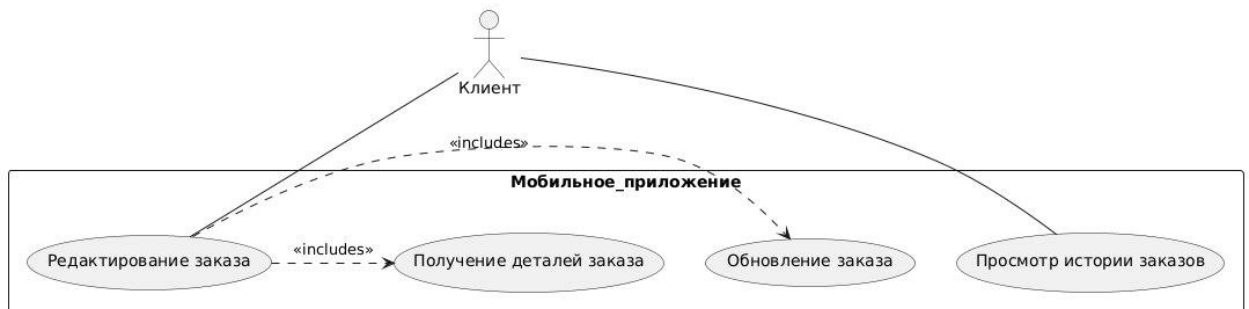 Клиент
«includes»
Мобильное_приложение
Редактирование заказа
«includes»
Получение деталей заказа
Обновление заказа
Просмотр истории заказов